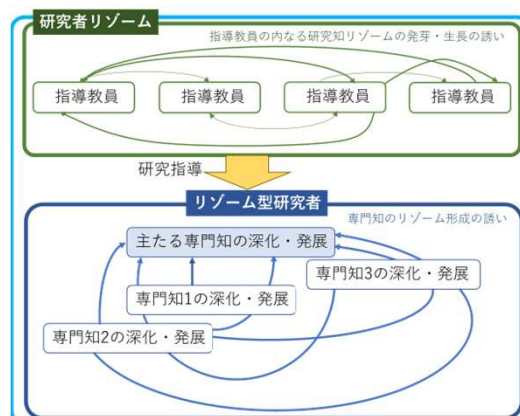 研究者リゾーム
指導教員の内なる研究知リゾームの発芽・生長の誘い
指導教員
指導教員
指導教員
指導教員
研究指導
リゾーム型研究者
専門知のリゾーム形成の誘い
主たる専門知の深化・発展
専門知3の深化・発展
専門知1の深化・発展
専門知2の深化・発展